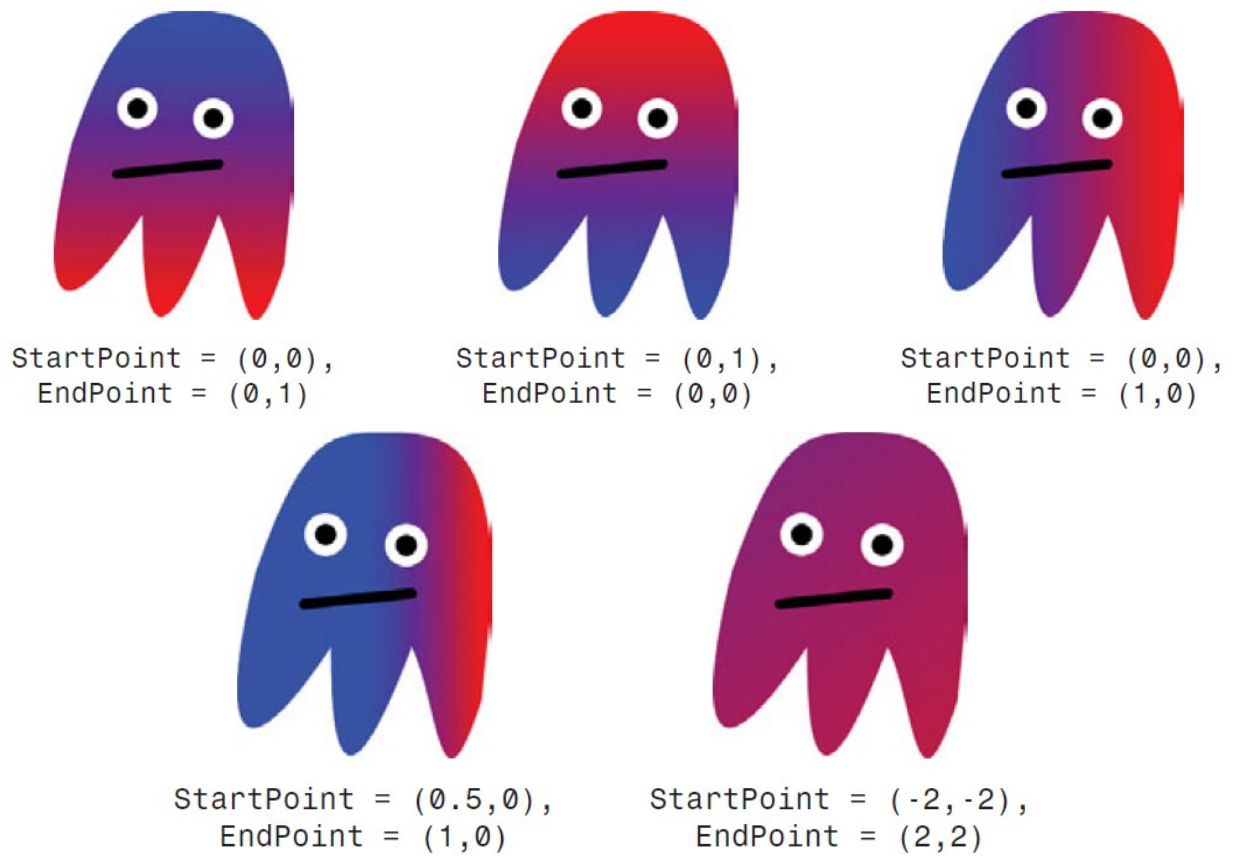 StartPoint = (0,0),
EndPoint = (0,1)
StartPoint = (0,1),
EndPoint = (0,0)
StartPoint = (0,0),
EndPoint = (1,0)
StartPoint = (0.5,0),
EndPoint = (1,0)
StartPoint = (-2,-2),
EndPoint = (2,2)